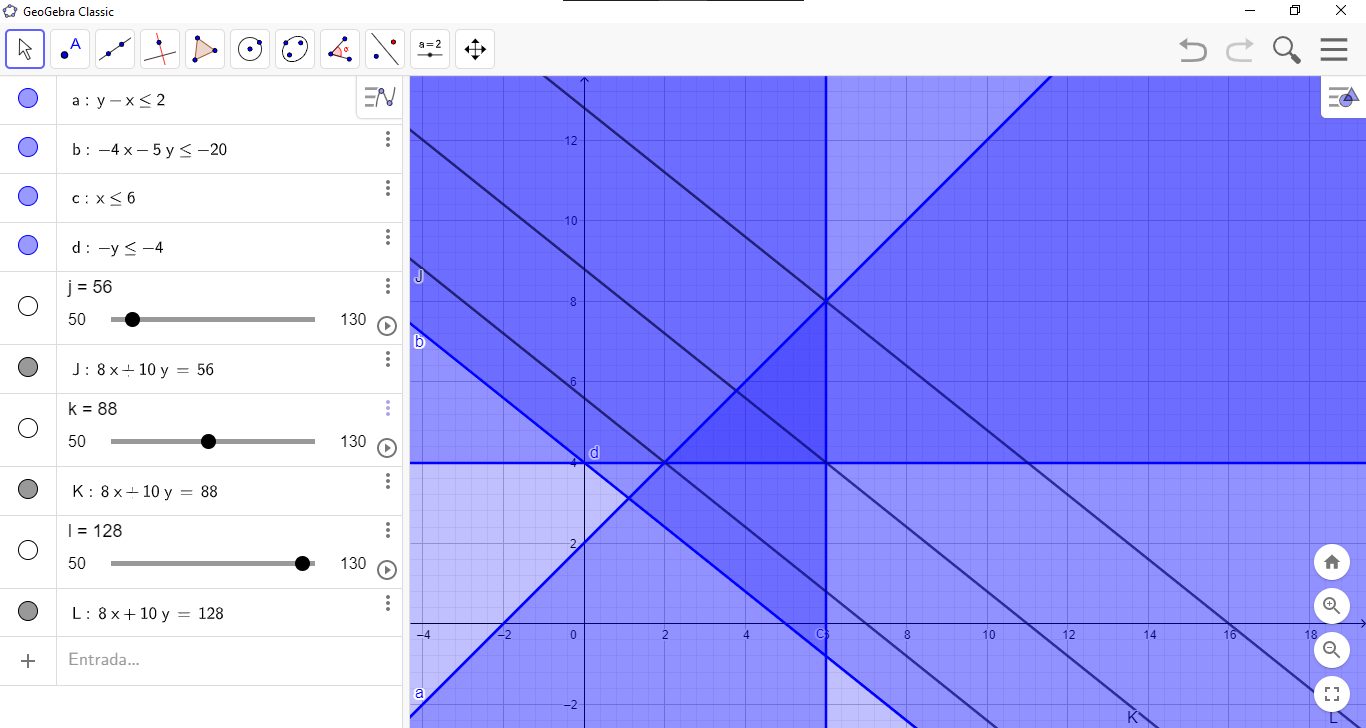 GeoGebra Classic
A
a=2
a : y − x ≤ 2
b : −4 x − 5 y ≤ −20
c : x ≤ 6
d : −y ≤ −4
j = 56
50 130
J : 8 x + 10 y = 56
k = 88
50 130
K : 8 x + 10 y = 88
l = 128
50 130
L : 8 x + 10 y = 128
Entrada...
12
10
8
J
b
6
d
4
2
−4 −2 0 2 4 c 6 8 10 12 14 16 18
a
−2
K L